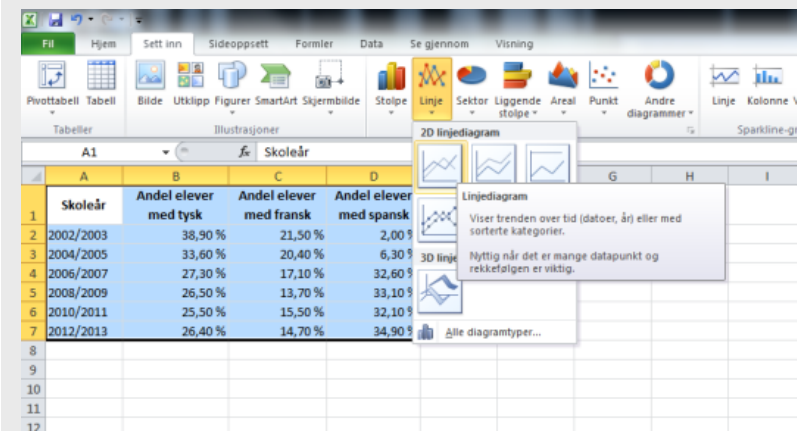 Fil Hjem Sett inn Sideoppsett Formler Data Se gjennom Visning
Pivottabell Tabell Bilde Utklipp Figurer SmartArt Skjermbilde Stolpe Linje Sektor Liggende stolpe Areal Punkt Andre diagrammer Linje Kolonne
Tabeller Illustrasjoner Sparkline-gr
A1 fx Skoleår
A B C D G H I
1 Skoleår Andel elever med tysk Andel elever med fransk Andel elever med spansk
2 2002/2003 38,90 % 21,50 % 2,00 %
3 2004/2005 33,60 % 20,40 % 6,30 %
4 2006/2007 27,30 % 17,10 % 32,60 %
5 2008/2009 26,50 % 13,70 % 33,10 %
6 2010/2011 25,50 % 15,50 % 32,10 %
7 2012/2013 26,40 % 14,70 % 34,90 %
8
9
10
11
12
2D linjediagram
Linjediagram
Viser trenden over tid (datoer, år) eller med
sorterte kategorier.
Nyttig når det er mange datapunkt og
rekkefølgen er viktig.
3D linje
Alle diagramtyper...